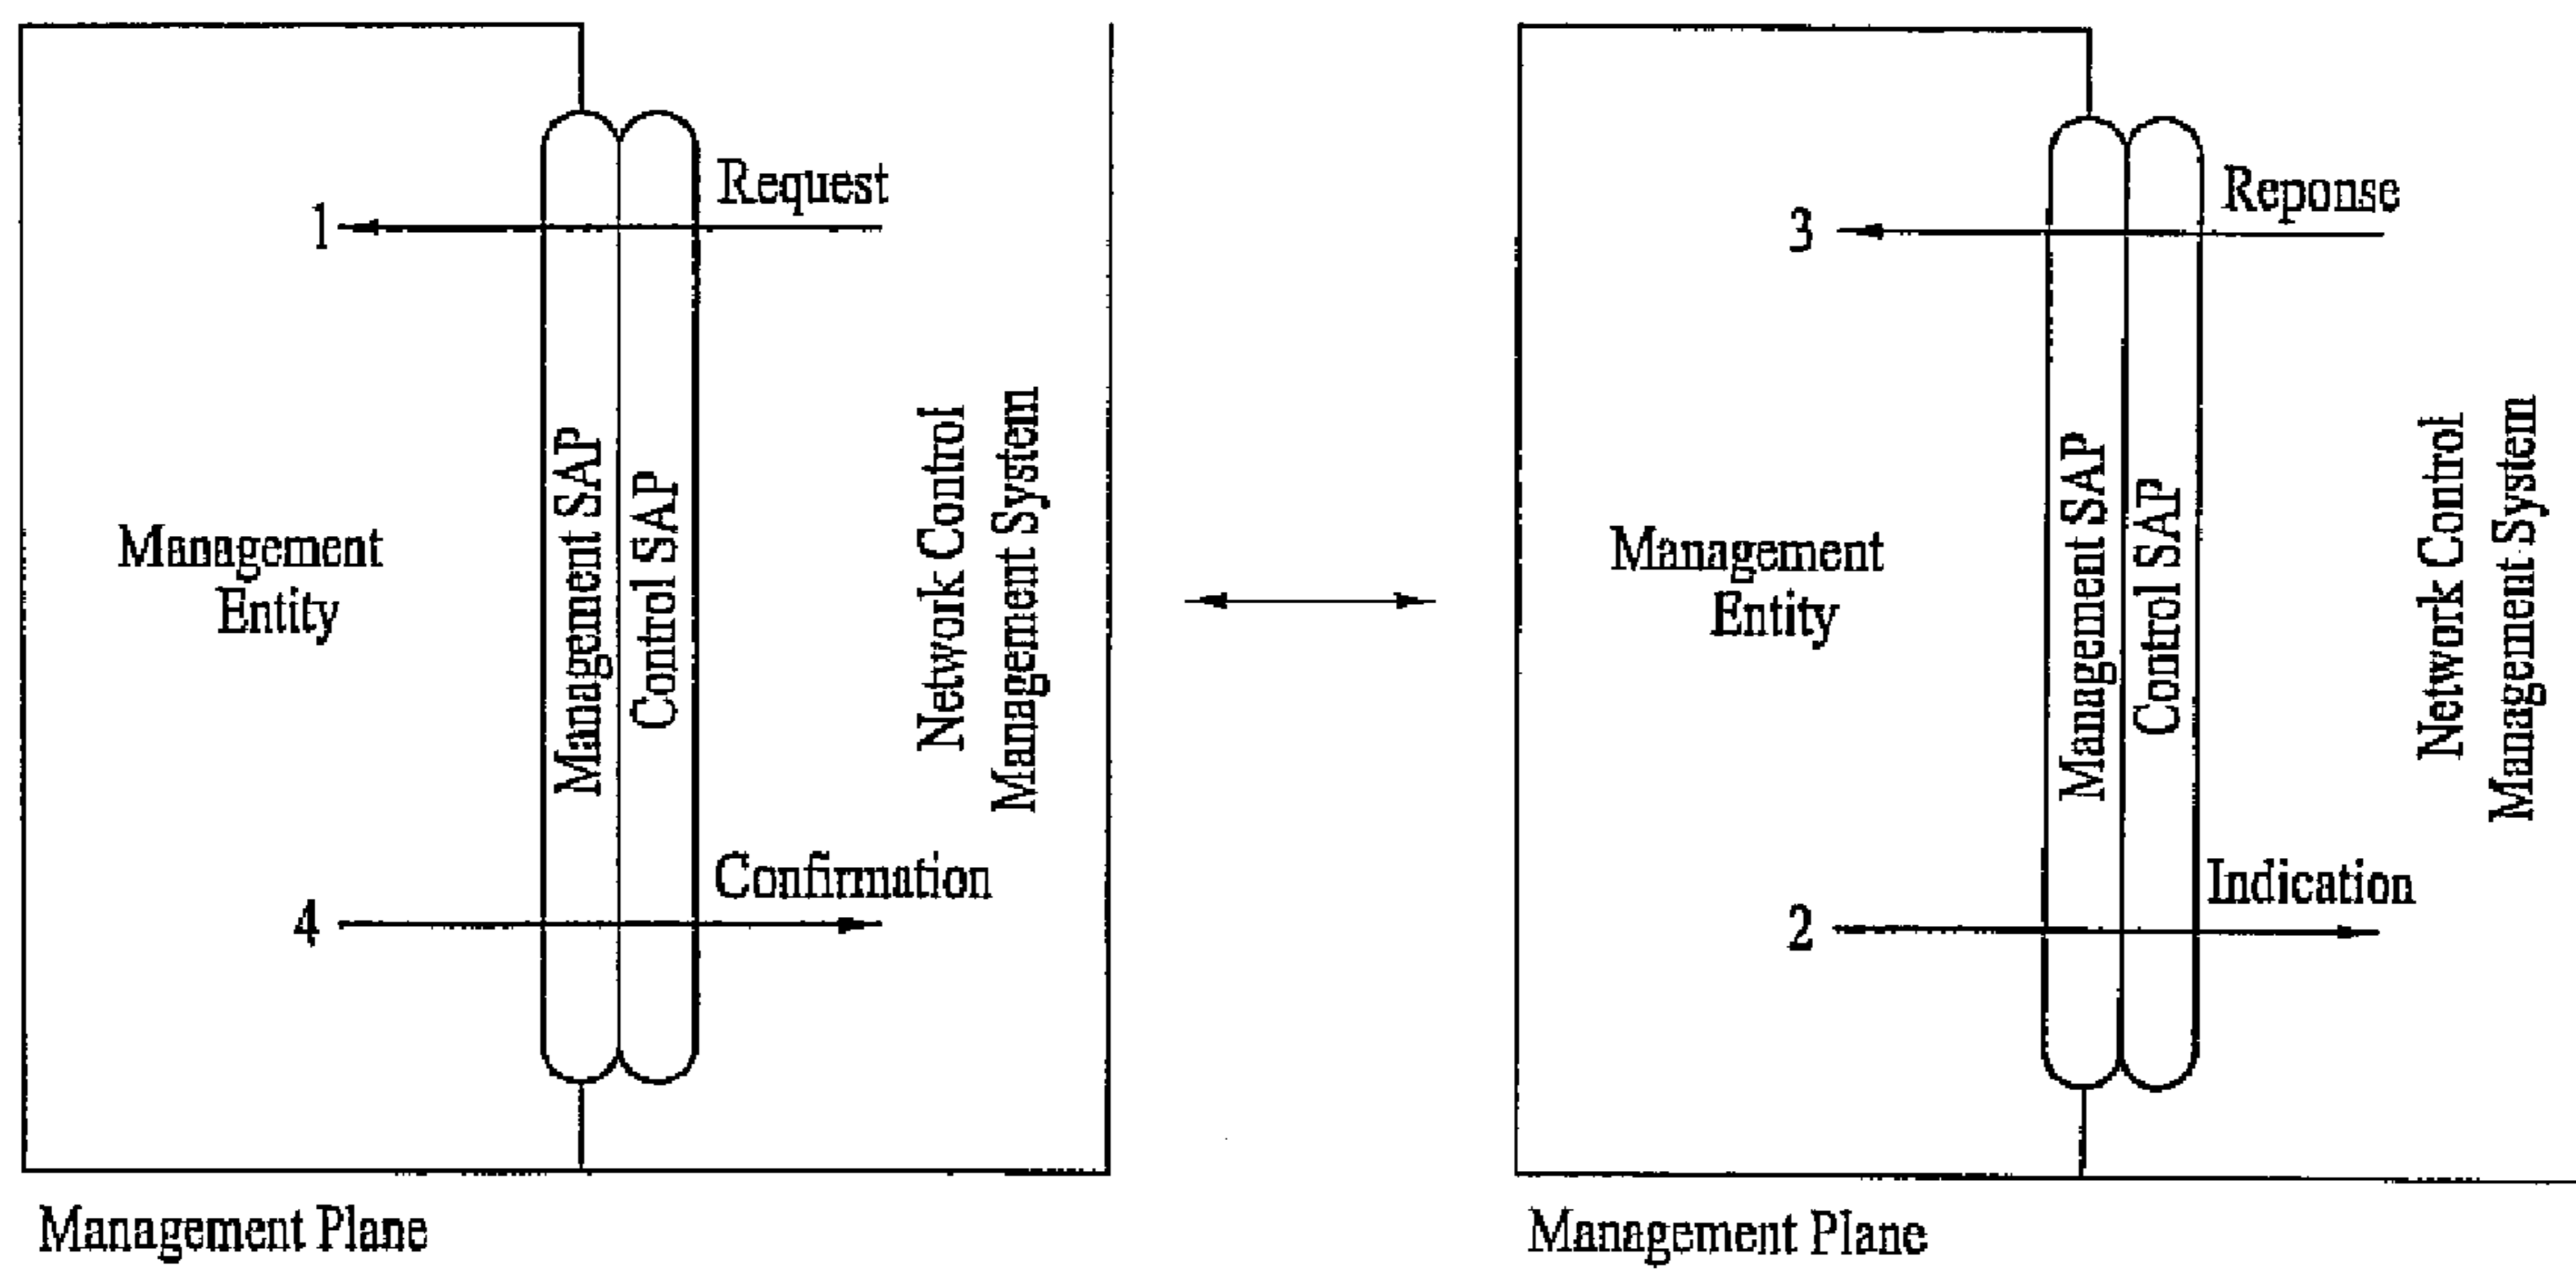 Request
1
Management SAP
Control SAP
Network Control
Management System
Management
Entity
Confirmation
4
Management Plane
Reponse
3
Management SAP
Control SAP
Network Control
Management System
Management
Entity
Indication
2
Management Plane